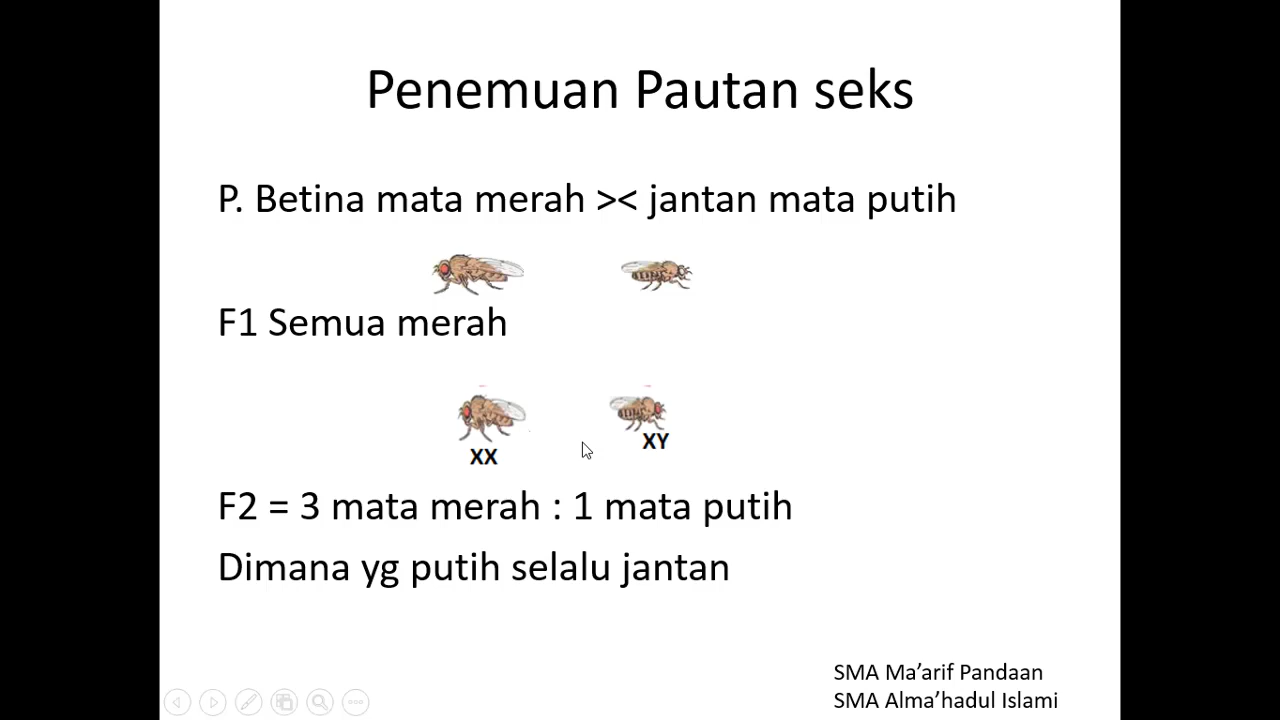 Penemuan Pautan seks
P. Betina mata merah >< jantan mata putih
F1 Semua merah
XX
XY
F2 = 3 mata merah : 1 mata putih
Dimana yg putih selalu jantan
SMA Ma’arif Pandaan
SMA Alma’hadul Islami